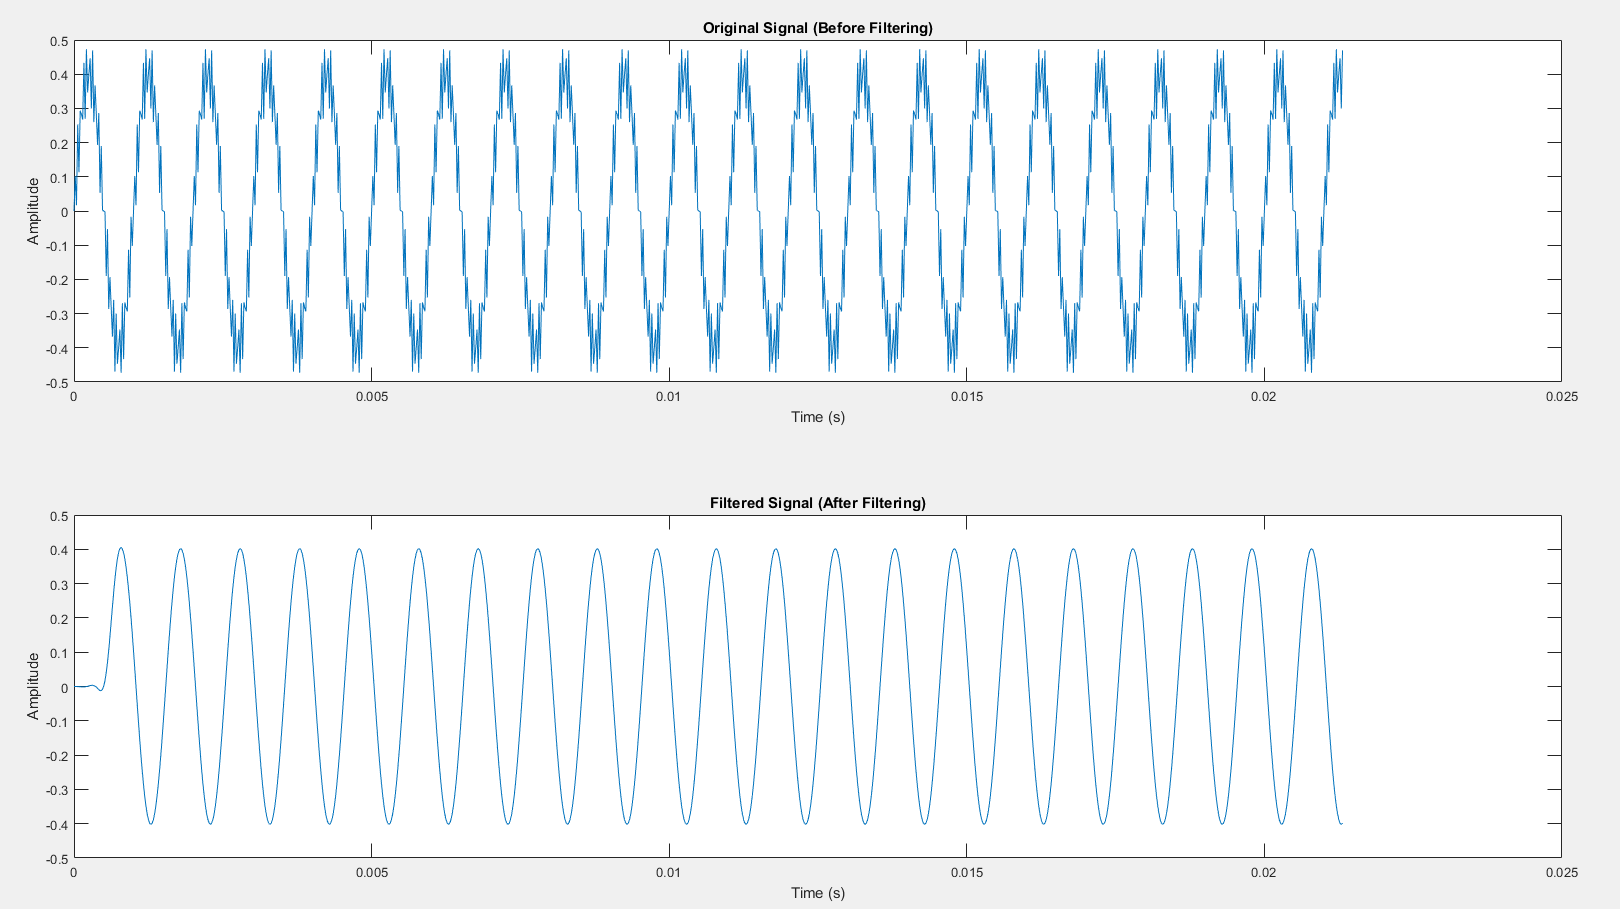 Original Signal (Before Filtering)
0.5
0.4
0.3
0.2
0.1
0
-0.1
-0.2
-0.3
-0.4
-0.5
Amplitude
0 0.005 0.01 0.015 0.02 0.025
Time (s)
Filtered Signal (After Filtering)
0.5
0.4
0.3
0.2
0.1
0
-0.1
-0.2
-0.3
-0.4
-0.5
Amplitude
0 0.005 0.01 0.015 0.02 0.025
Time (s)